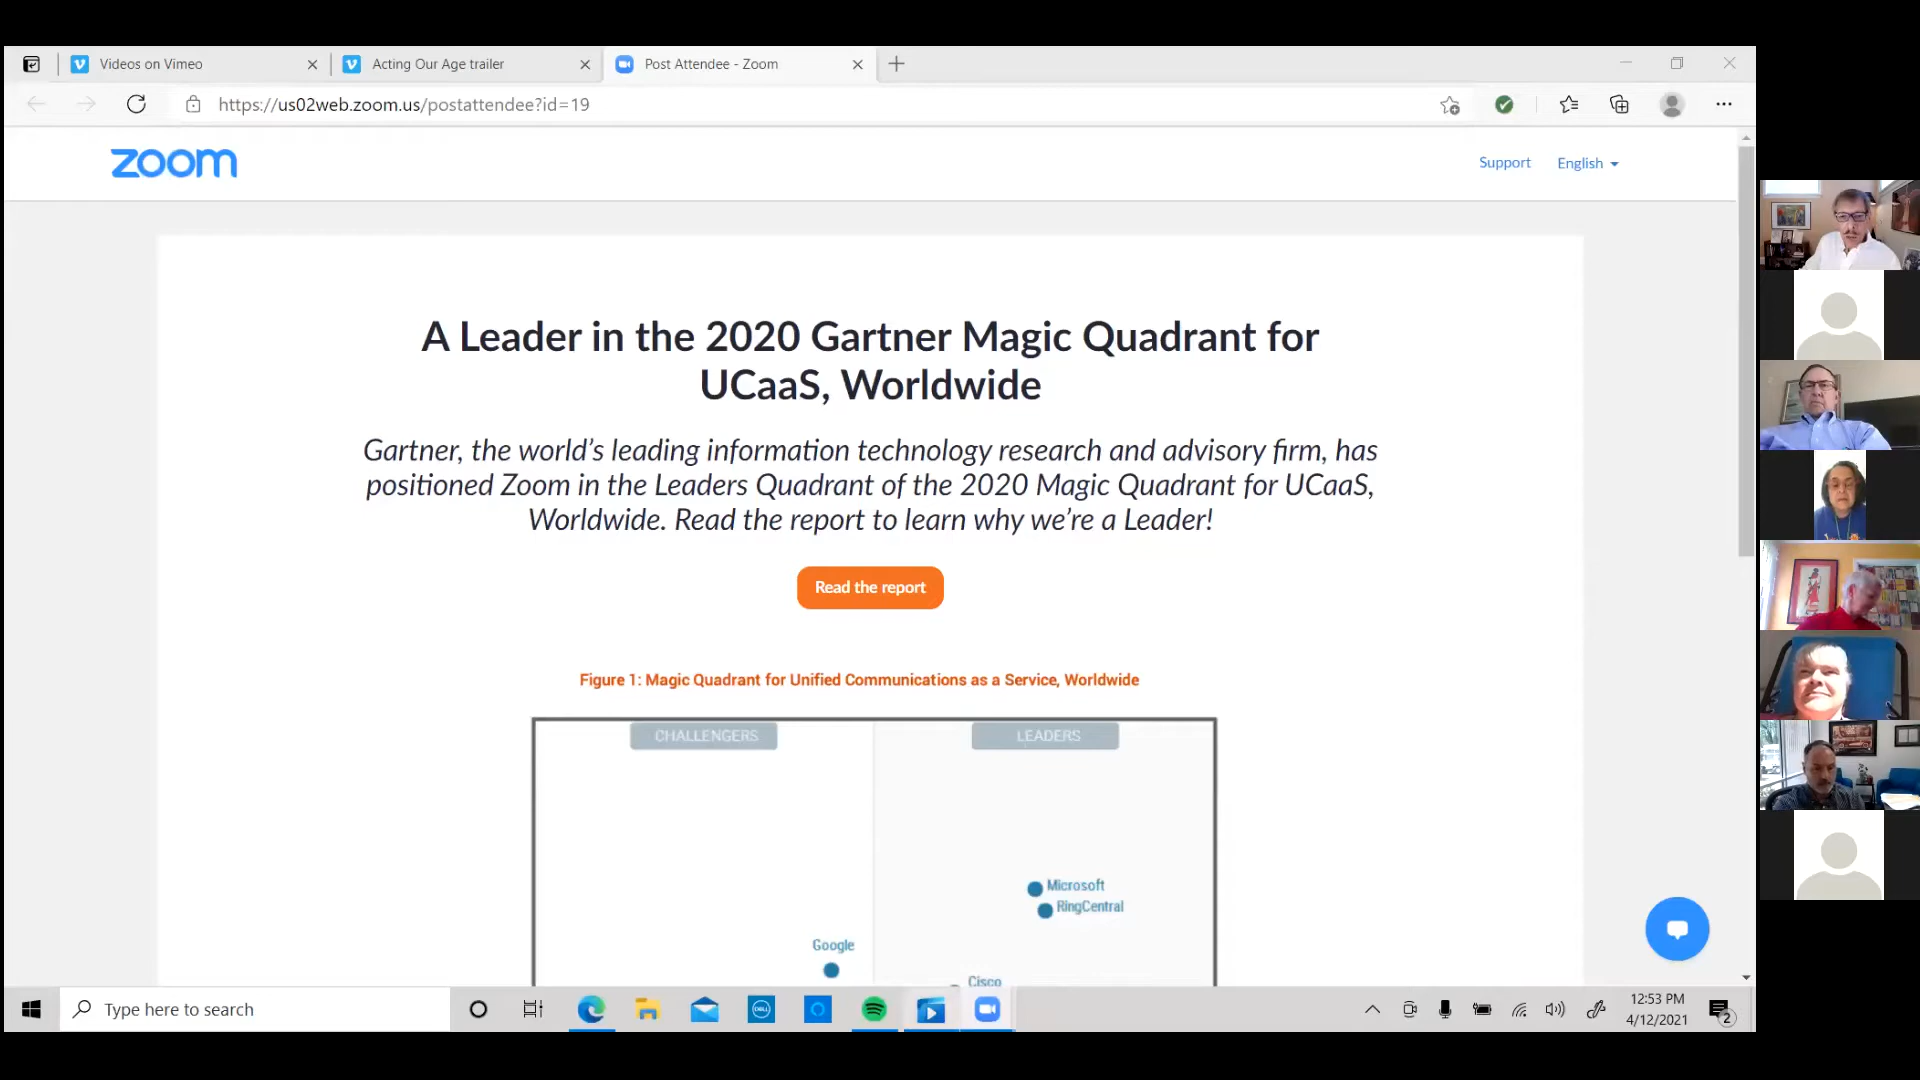 Videos on Vimeo
Acting Our Age trailer
Post Attendee - Zoom
https://us02web.zoom.us/postattendee?id=19
zoom
Support
English
A Leader in the 2020 Gartner Magic Quadrant for
UCaaS, Worldwide
Gartner, the world's leading information technology research and advisory firm, has
positioned Zoom in the Leaders Quadrant of the 2020 Magic Quadrant for UCaaS,
Worldwide. Read the report to learn why we're a Leader!
Read the report
Figure 1: Magic Quadrant for Unified Communications as a Service, Worldwide
CHALLENGERS
LEADERS
Microsoft
RingCentral
Google
Cisco
Type here to search
DELL
12:53 PM
4/12/2021
2